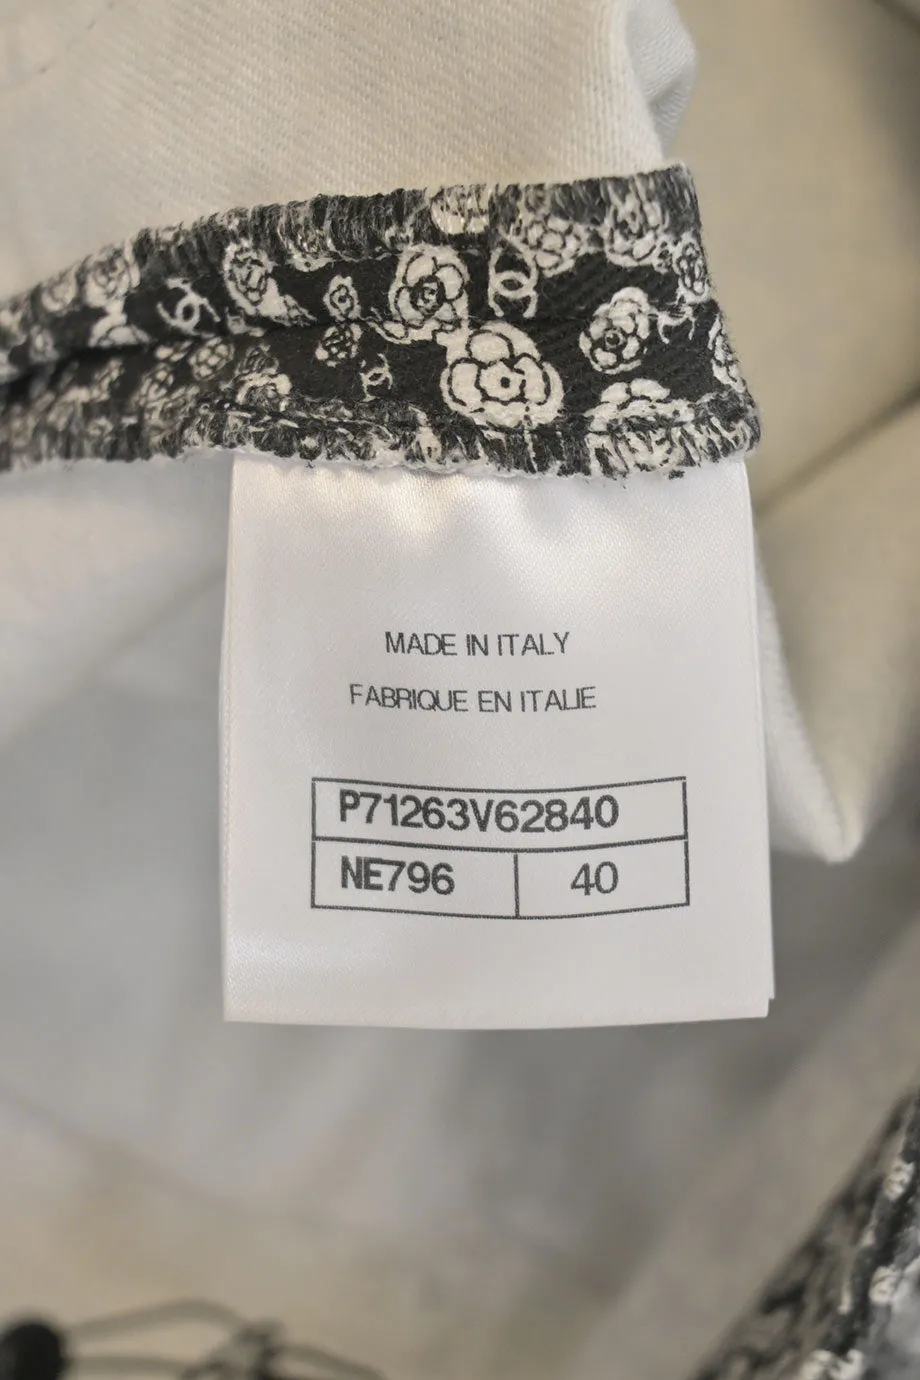 MADE IN ITALY
FABRIQUE EN ITALIE
P71263V62840
NE796 40